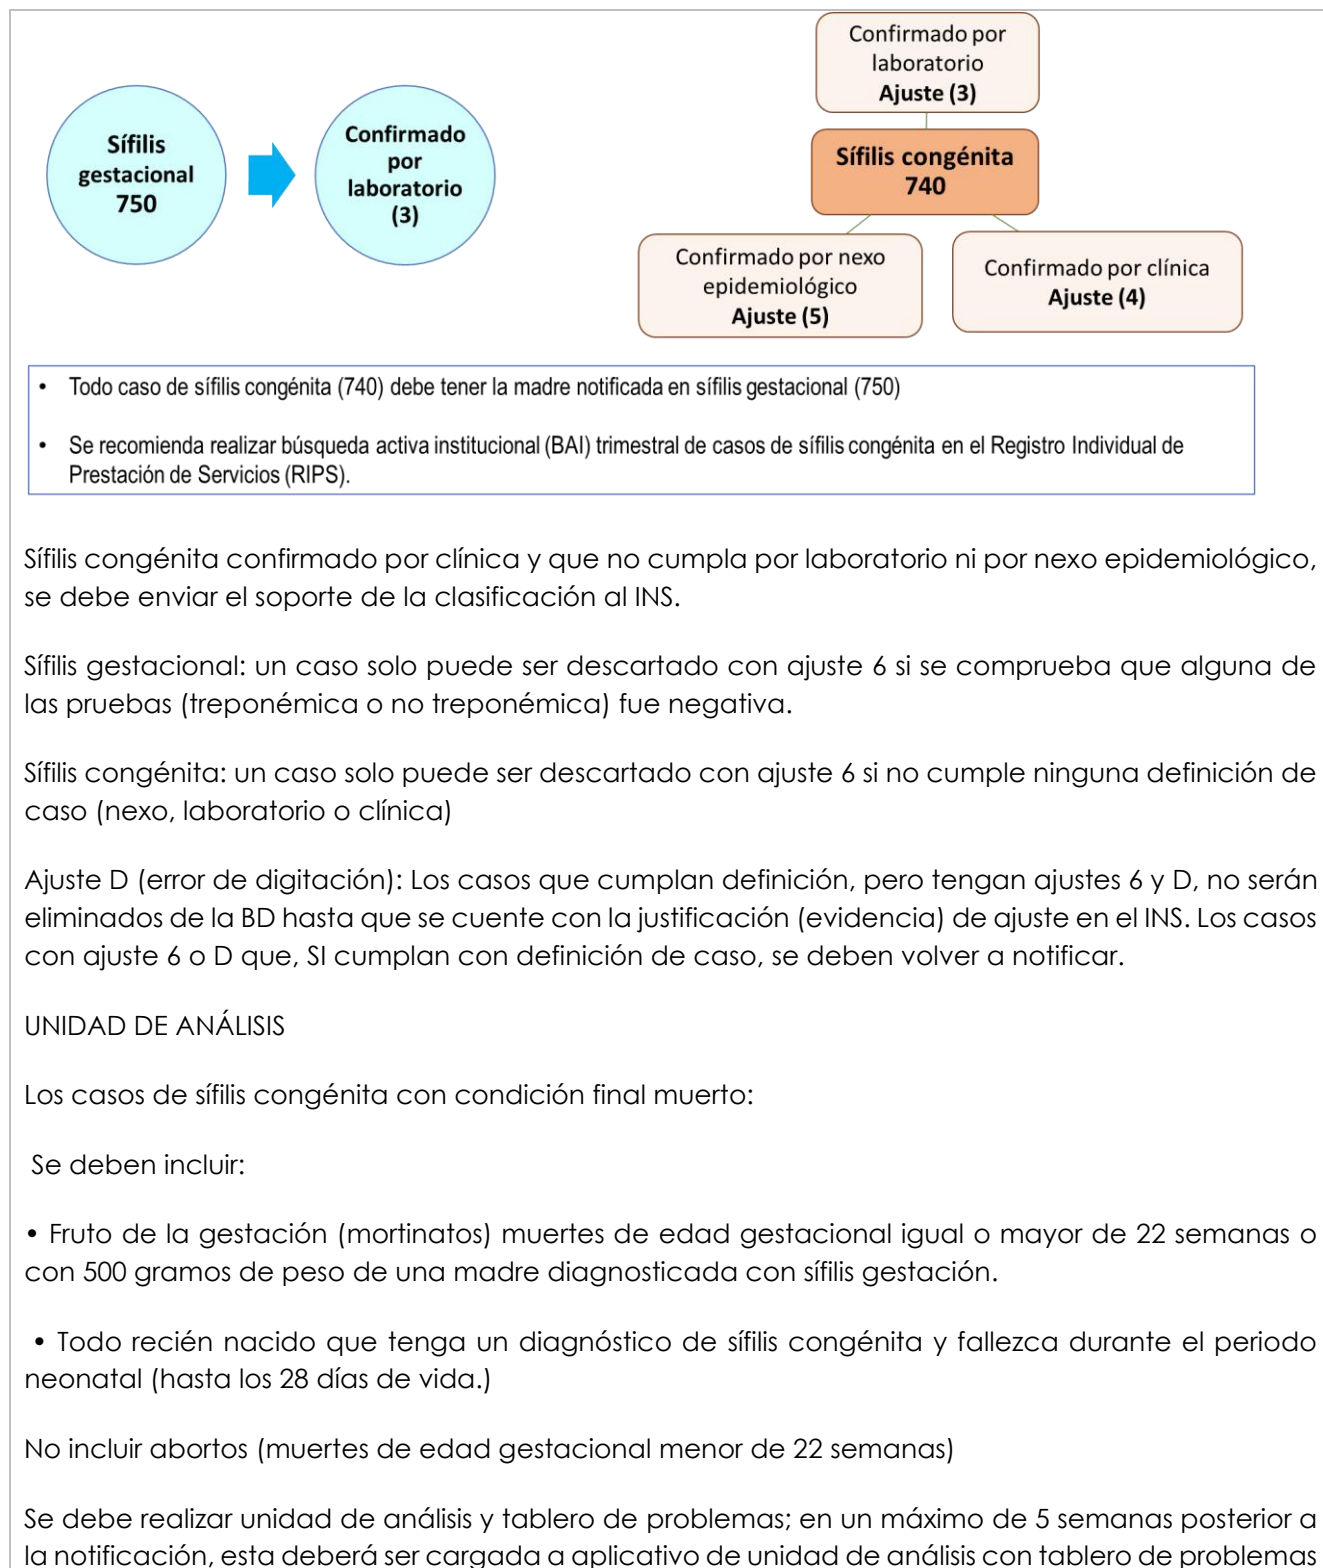 Sífilis
gestacional
750
Confirmado
por
laboratorio
(3)
Confirmado por
laboratorio
Ajuste (3)
Sífilis congénita
740
Confirmado por nexo
epidemiológico
Ajuste (5)
Confirmado por clínica
Ajuste (4)
• Todo caso de sífilis congénita (740) debe tener la madre notificada en sífilis gestacional (750)
• Se recomienda realizar búsqueda activa institucional (BAI) trimestral de casos de sífilis congénita en el Registro Individual de
Prestación de Servicios (RIPS).
Sífilis congénita confirmado por clínica y que no cumpla por laboratorio ni por nexo epidemiológico,
se debe enviar el soporte de la clasificación al INS.
Sífilis gestacional: un caso solo puede ser descartado con ajuste 6 si se comprueba que alguna de
las pruebas (treponémica o no treponémica) fue negativa.
Sífilis congénita: un caso solo puede ser descartado con ajuste 6 si no cumple ninguna definición de
caso (nexo, laboratorio o clínica)
Ajuste D (error de digitación): Los casos que cumplan definición, pero tengan ajustes 6 y D, no serán
eliminados de la BD hasta que se cuente con la justificación (evidencia) de ajuste en el INS. Los casos
con ajuste 6 o D que, SI cumplan con definición de caso, se deben volver a notificar.
UNIDAD DE ANÁLISIS
Los casos de sífilis congénita con condición final muerto:
Se deben incluir:
• Fruto de la gestación (mortinatos) muertes de edad gestacional igual o mayor de 22 semanas o
con 500 gramos de peso de una madre diagnosticada con sífilis gestación.
• Todo recién nacido que tenga un diagnóstico de sífilis congénita y fallezca durante el periodo
neonatal (hasta los 28 días de vida.)
No incluir abortos (muertes de edad gestacional menor de 22 semanas)
Se debe realizar unidad de análisis y tablero de problemas; en un máximo de 5 semanas posterior a
la notificación, esta deberá ser cargada a aplicativo de unidad de análisis con tablero de problemas